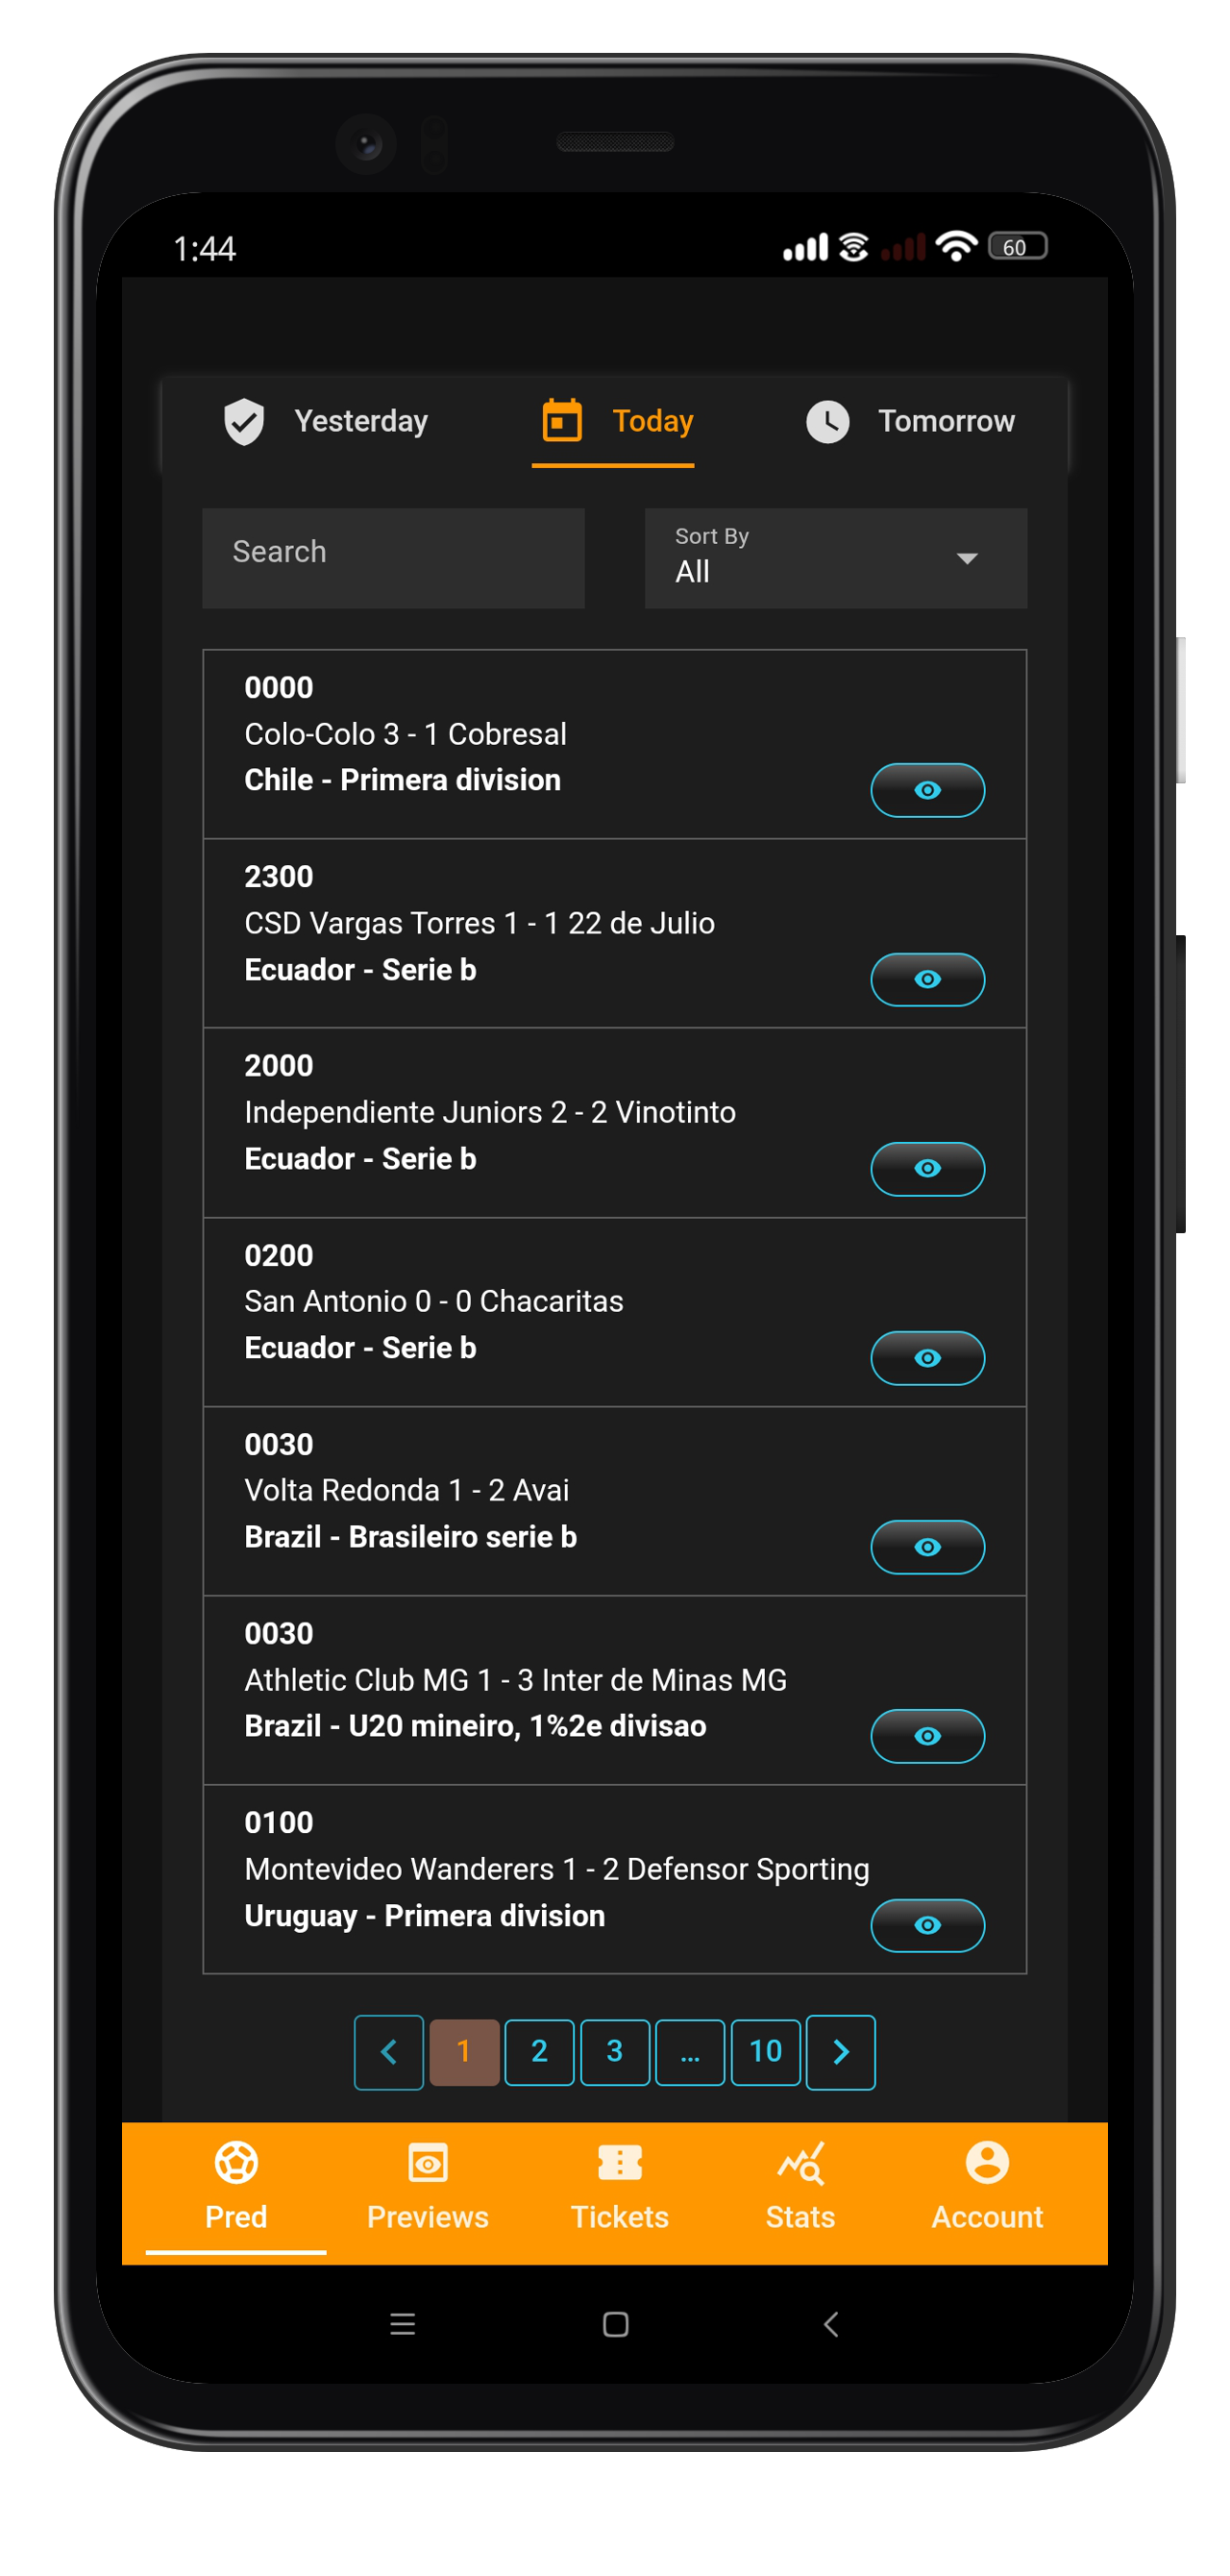 1:44
60
Yesterday
Today
Tomorrow
Search
Sort By
All
0000
Colo-Colo 3 - 1 Cobresal
Chile - Primera division
2300
CSD Vargas Torres 1 - 1 22 de Julio
Ecuador - Serie b
2000
Independiente Juniors 2 - 2 Vinotinto
Ecuador - Serie b
0200
San Antonio 0 - 0 Chacaritas
Ecuador - Serie b
0030
Volta Redonda 1 - 2 Avai
Brazil - Brasileiro serie b
0030
Athletic Club MG 1 - 3 Inter de Minas MG
Brazil - U20 mineiro, 1%2e divisao
0100
Montevideo Wanderers 1 - 2 Defensor Sporting
Uruguay - Primera division
1 2 3 ... 10
Pred Previews Tickets Stats Account